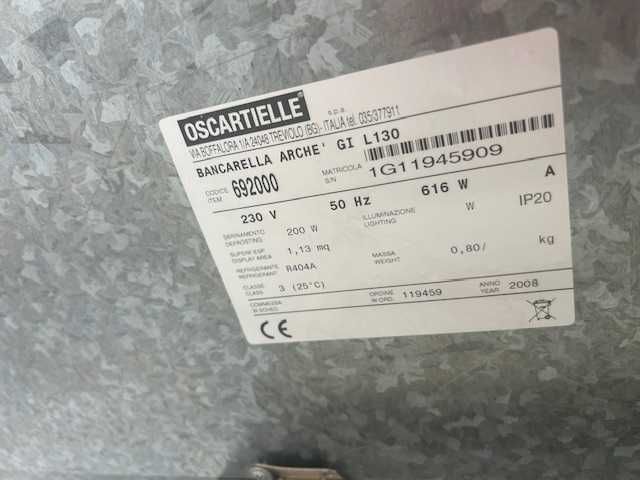 OSCARTIELLE® s.p.a.
VIA BOFFALORA 1/A 24048 TREVIOLO (BG) - ITALIA tel. 035/377911
BANCARELLA ARCHE' GI L130
CODICE ITEM 692000 MATRICOLA S/N 1G11945909
230 V 50 Hz 616 W A
SBRINAMENTO DEFROSTING 200 W ILLUMINAZIONE LIGHTING W IP20
SUPERF. ESP. DISPLAY AREA 1,13 mq
REFRIGERANTE REFRIGERANT R404A MASSA WEIGHT 0,80/ kg
CLASSE CLASS 3 (25°C)
COMMESSA W.SCHED. ORDINE W.ORD. 119459 ANNO YEAR 2008
CE